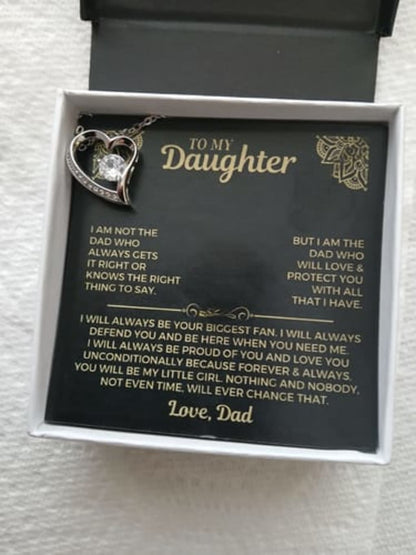 TO MY
Daughter
I AM NOT THE
DAD WHO
ALWAYS GETS
IT RIGHT OR
KNOWS THE RIGHT
THING TO SAY.
BUT I AM THE
DAD WHO
WILL LOVE &
PROTECT YOU
WITH ALL
THAT I HAVE.
I WILL ALWAYS BE YOUR BIGGEST FAN. I WILL ALWAYS
DEFEND YOU AND BE HERE WHEN YOU NEED ME.
I WILL ALWAYS BE PROUD OF YOU AND LOVE YOU
UNCONDITIONALLY BECAUSE FOREVER & ALWAYS,
YOU WILL BE MY LITTLE GIRL. NOTHING AND NOBODY,
NOT EVEN TIME, WILL EVER CHANGE THAT.
Love, Dad